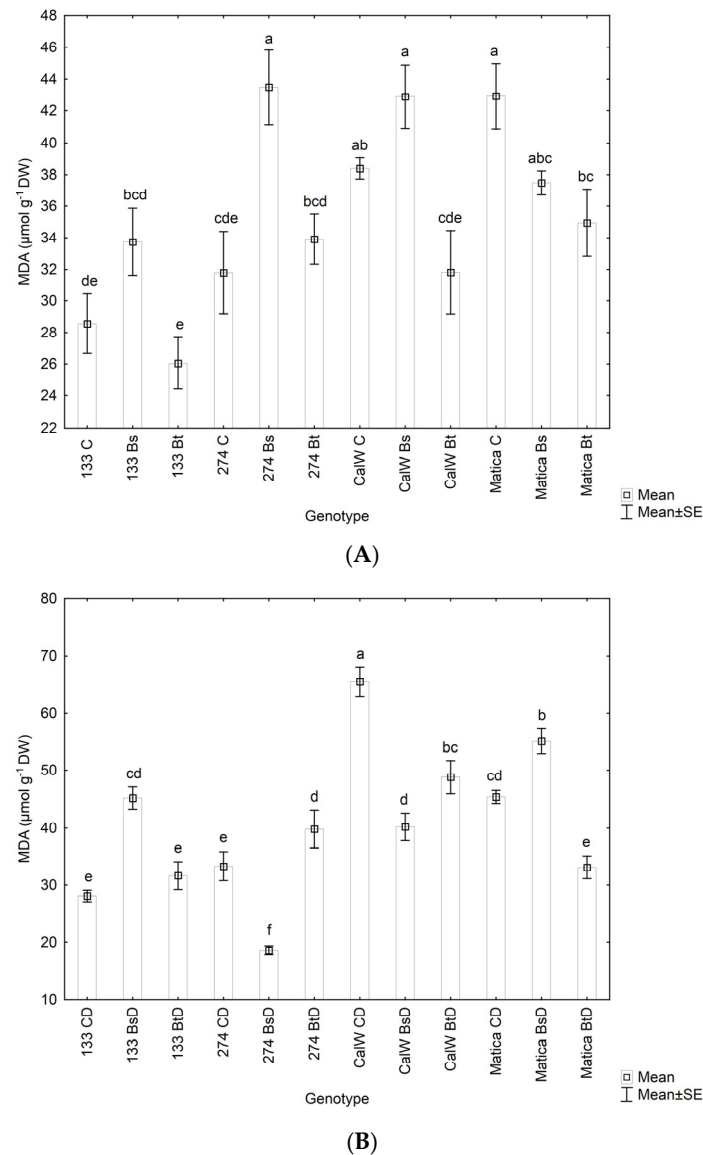 48
46
44
42
40
38
36
34
32
30
28
26
24
22
MDA (µmol g⁻¹ DW)
de
bcd
e
cde
a
bcd
ab
a
cde
a
abc
bc
133 C
133 Bs
133 Bt
274 C
274 Bs
274 Bt
CalW C
CalW Bs
CalW Bt
Matica C
Matica Bs
Matica Bt
Genotype
Mean
Mean±SE
(A)
80
70
60
50
40
30
20
10
MDA (µmol g⁻¹ DW)
e
cd
e
e
f
d
a
d
bc
cd
b
e
133 CD
133 BsD
133 BtD
274 CD
274 BsD
274 BtD
CalW CD
CalW BsD
CalW BtD
Matica CD
Matica BsD
Matica BtD
Genotype
Mean
Mean±SE
(B)